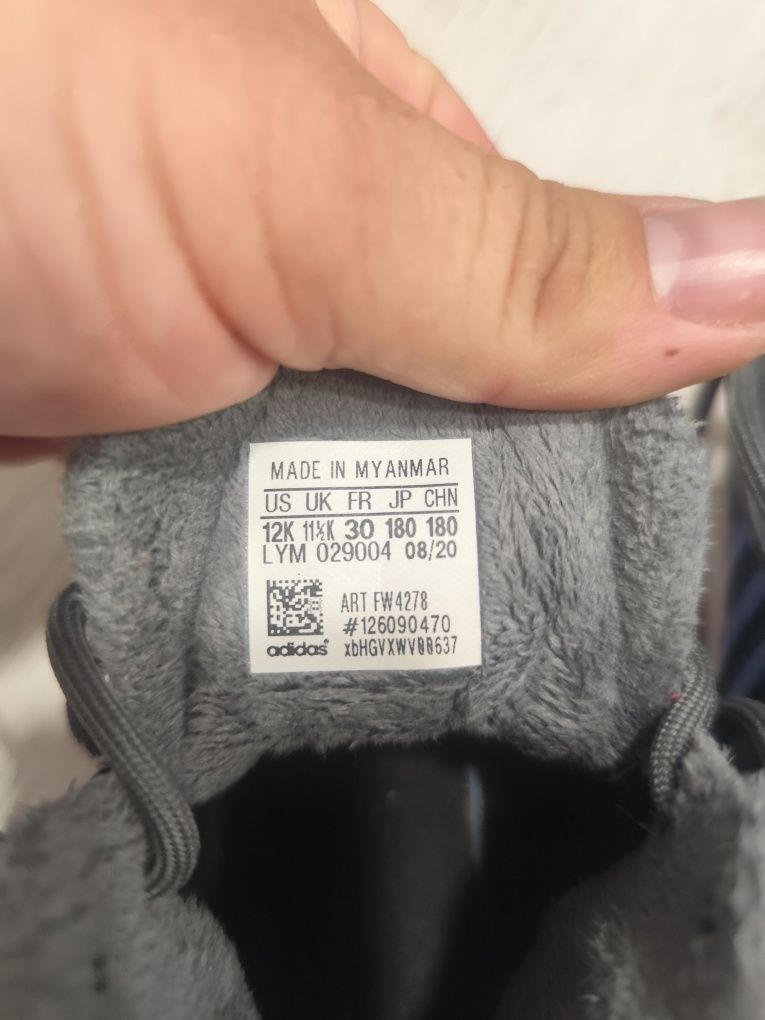 MADE IN MYANMAR
US UK FR JP CHN
12K 11½K 30 180 180
LYM 029004 08/20
ART FW4278
#126090470
adidas® xbHGVXWV00637